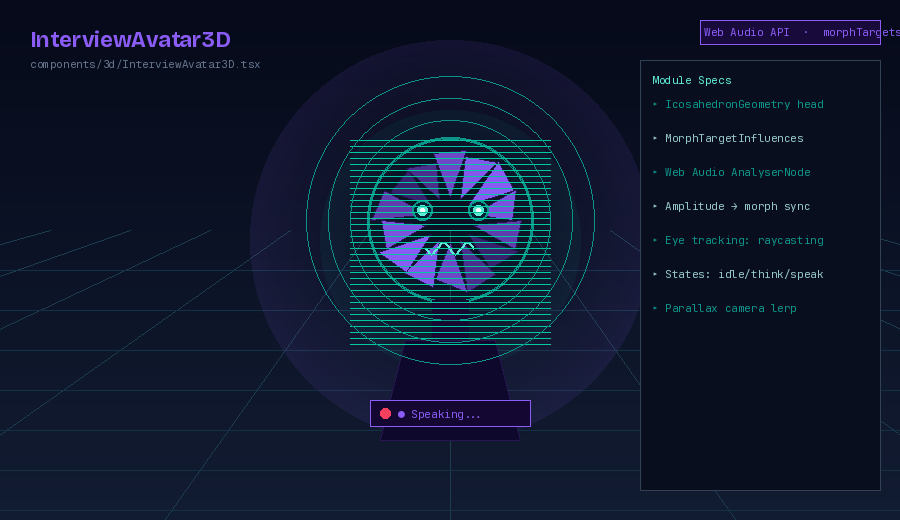 InterviewAvatar3D
components/3d/InterviewAvatar3D.tsx
Web Audio API · morphTargets
Module Specs
‣ IcosahedronGeometry head
‣ MorphTargetInfluences
‣ Web Audio AnalyserNode
‣ Amplitude → morph sync
‣ Eye tracking: raycasting
‣ States: idle/think/speak
‣ Parallax camera lerp
● Speaking...